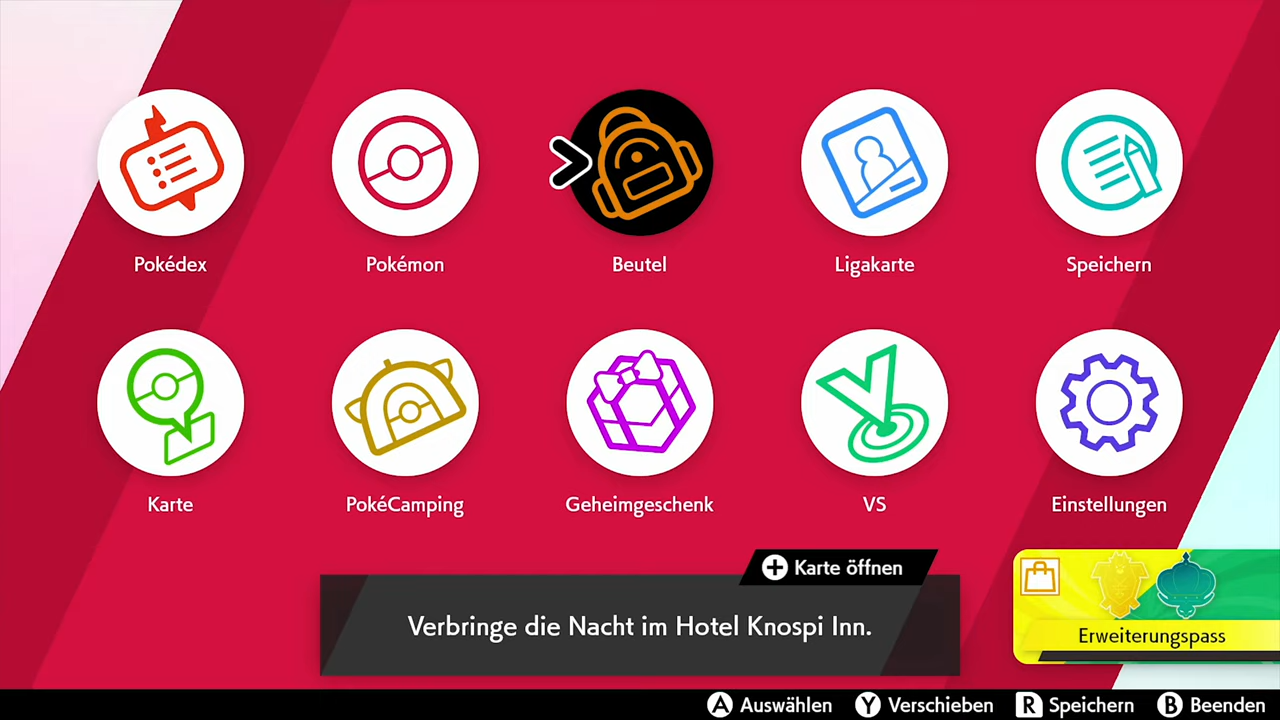 Pokédex
Pokémon
Beutel
Ligakarte
Speichern
Karte
PokéCamping
Geheimgeschenk
VS
Einstellungen
Karte öffnen
Verbringe die Nacht im Hotel Knospi Inn.
Erweiterungspass
A Auswählen Y Verschieben R Speichern B Beenden